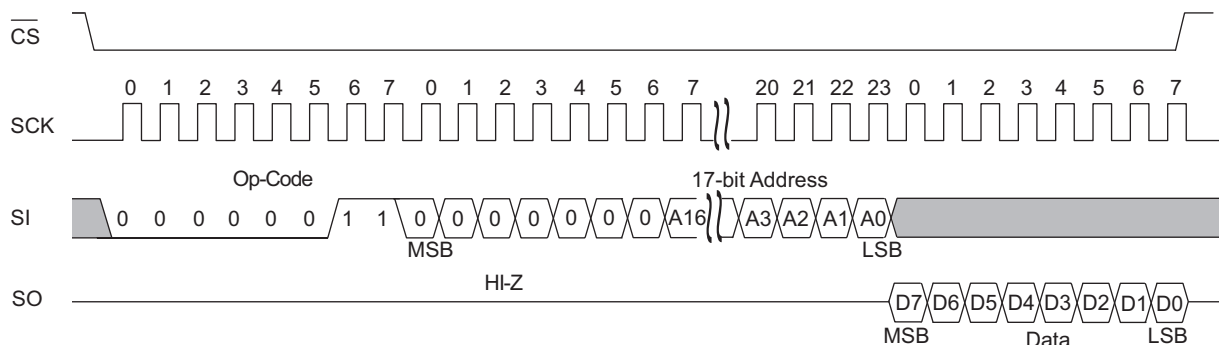 CS
0 1 2 3 4 5 6 7 0 1 2 3 4 5 6 7 20 21 22 23 0 1 2 3 4 5 6 7
SCK
Op-Code 17-bit Address
SI 0 0 0 0 0 0 1 1 0 0 0 0 0 0 0 A16 A3 A2 A1 A0
MSB LSB
HI-Z
SO D7 D6 D5 D4 D3 D2 D1 D0
MSB Data LSB